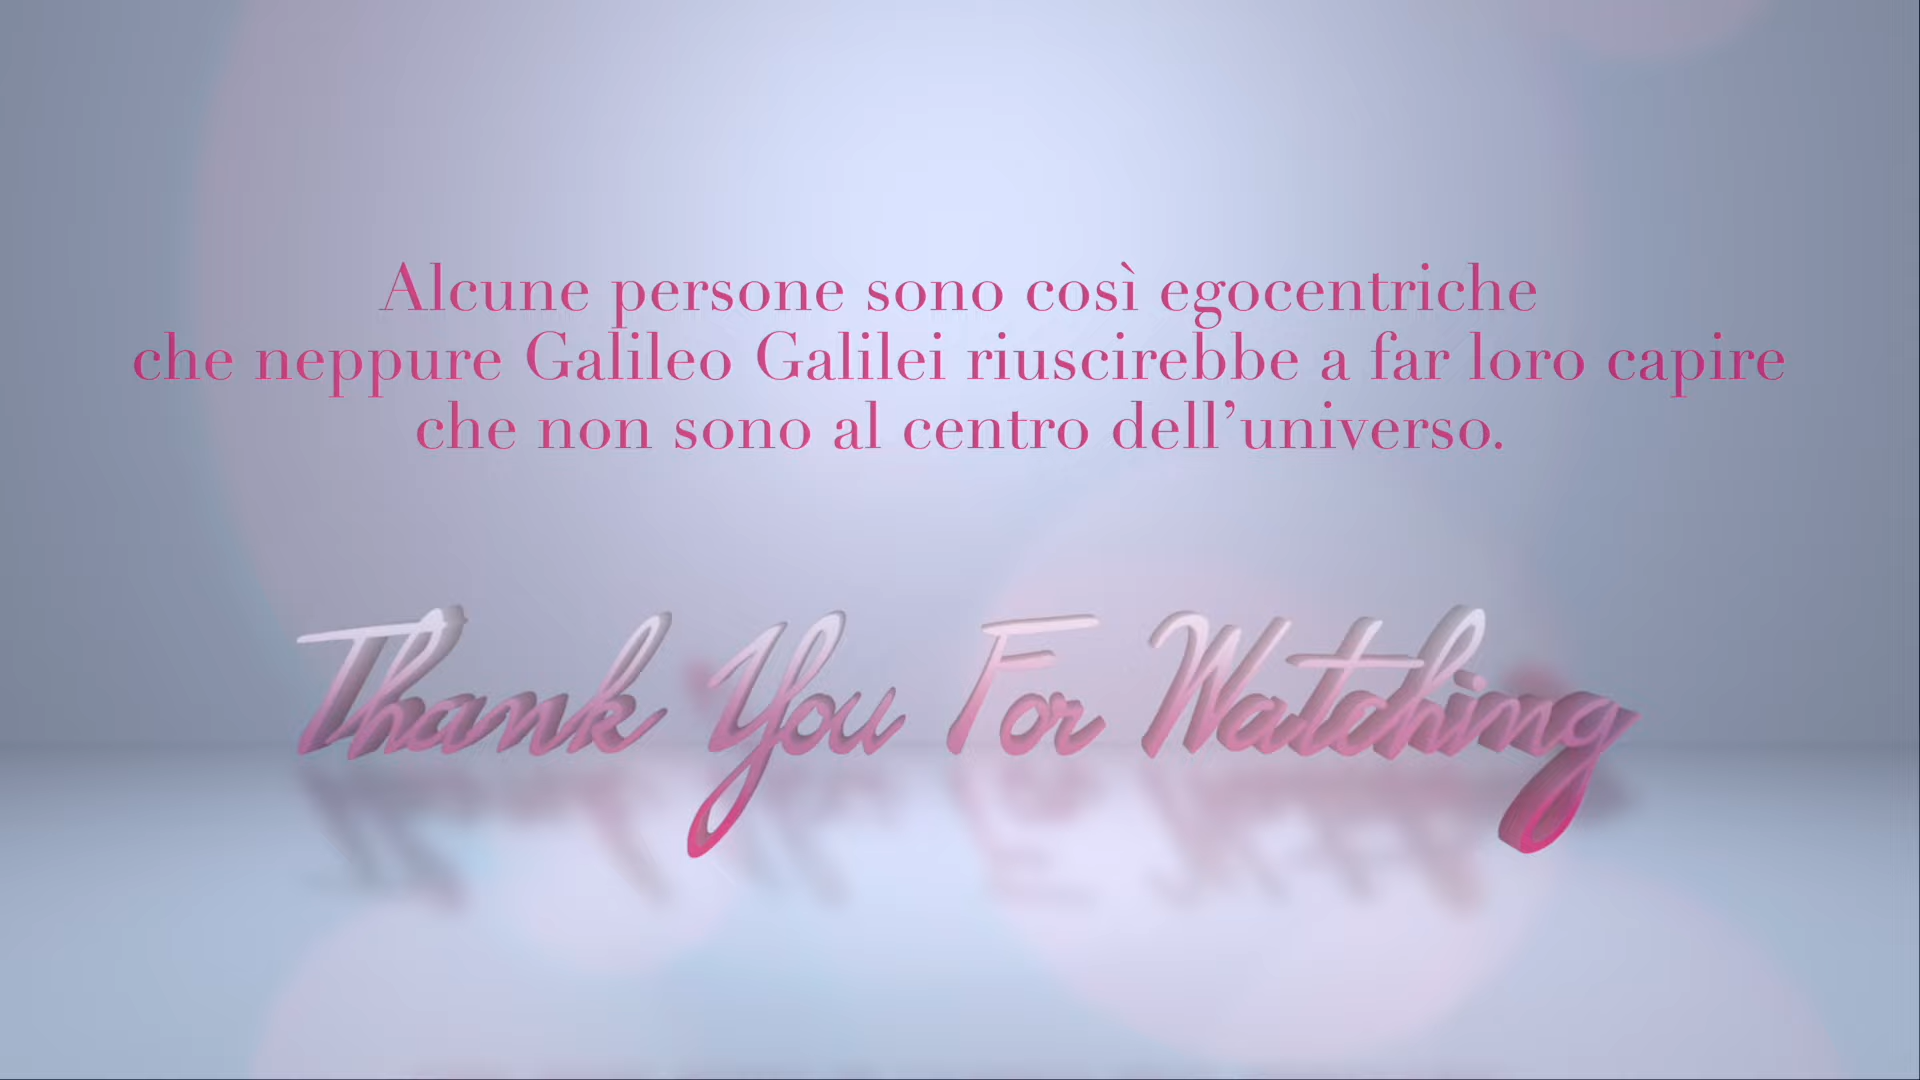 Alcune persone sono così egocentriche
che neppure Galileo Galilei riuscirebbe a far loro capire
che non sono al centro dell’universo.
Thank You For Watching